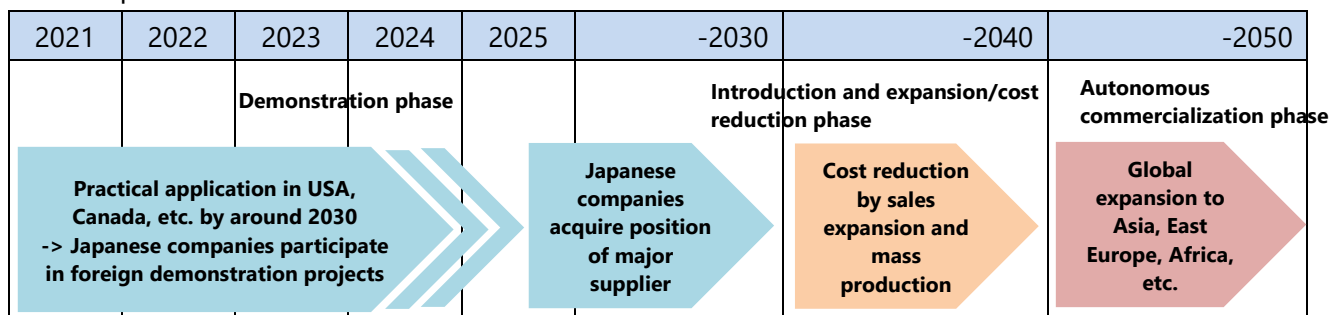 2021 2022 2023 2024 2025 -2030 -2040 -2050
Demonstration phase
Introduction and expansion/cost
reduction phase
Autonomous
commercialization phase
Practical application in USA,
Canada, etc. by around 2030
-> Japanese companies participate
in foreign demonstration projects
Japanese
companies
acquire position
of major
supplier
Cost reduction
by sales
expansion and
mass
production
Global
expansion to
Asia, East
Europe, Africa,
etc.